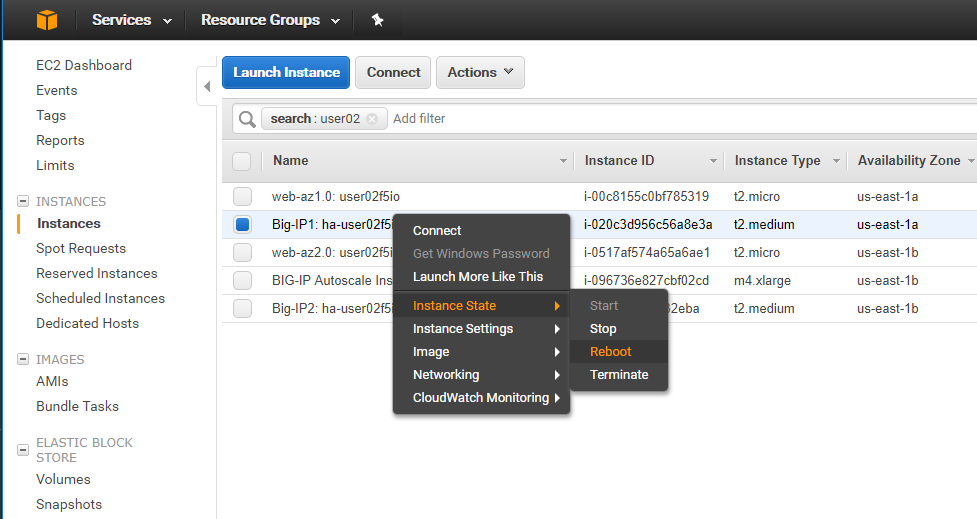 Services
Resource Groups
EC2 Dashboard
Events
Tags
Reports
Limits
INSTANCES
Instances
Spot Requests
Reserved Instances
Scheduled Instances
Dedicated Hosts
IMAGES
AMIs
Bundle Tasks
ELASTIC BLOCK
STORE
Volumes
Snapshots
Launch Instance Connect Actions
search : user02 Add filter
Name Instance ID Instance Type Availability Zone
web-az1.0: user02f5io i-00c8155c0bf785319 t2.micro us-east-1a
Big-IP1: ha-user02f5i i-020c3d956c56a8e3a t2.medium us-east-1a
web-az2.0: user02f5i i-0517af574a65a6ae1 t2.micro us-east-1b
BIG-IP Autoscale Ins i-096736e827cbf02cd m4.xlarge us-east-1b
Big-IP2: ha-user02f5i 32eba t2.medium us-east-1b
Connect
Get Windows Password
Launch More Like This
Instance State
Instance Settings
Image
Networking
CloudWatch Monitoring
Start
Stop
Reboot
Terminate